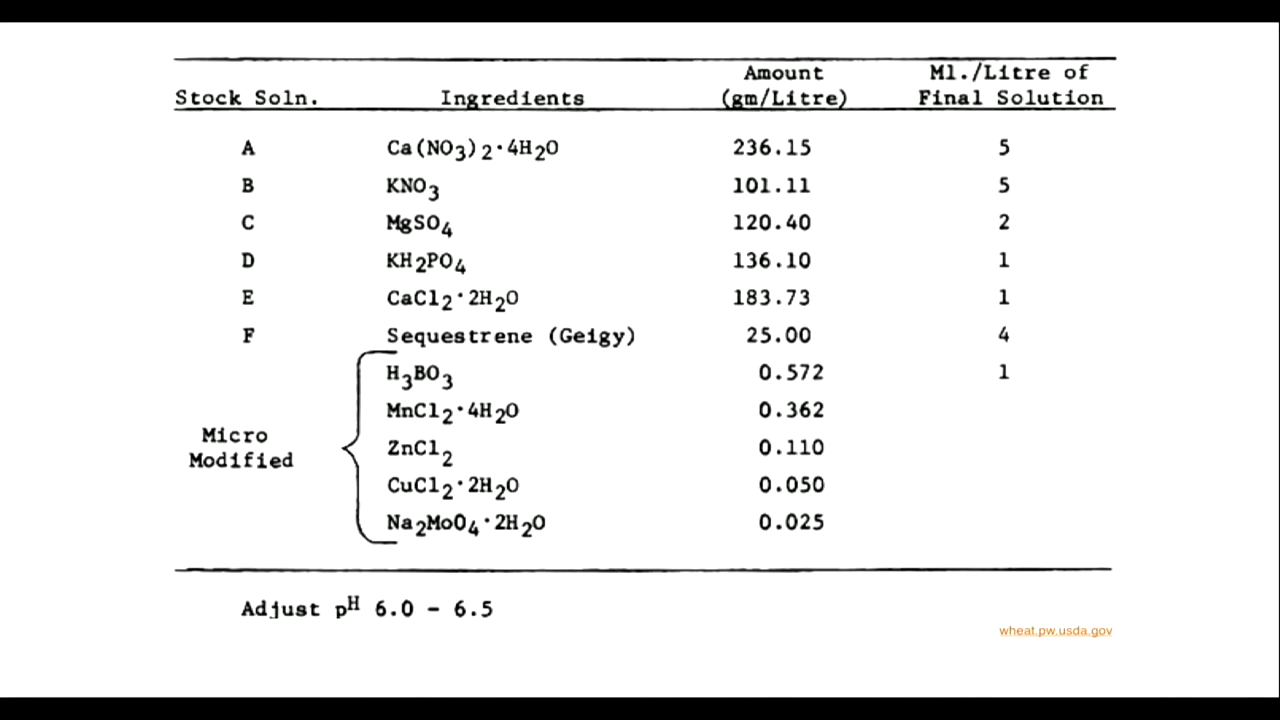 Amount Ml./Litre of
Stock Soln. Ingredients (gm/Litre) Final Solution
A Ca(NO3)2·4H2O 236.15 5
B KNO3 101.11 5
C MgSO4 120.40 2
D KH2PO4 136.10 1
E CaCl2·2H2O 183.73 1
F Sequestrene (Geigy) 25.00 4
H3BO3 0.572 1
MnCl2·4H2O 0.362
Micro
Modified
ZnCl2 0.110
CuCl2·2H2O 0.050
Na2MoO4·2H2O 0.025
Adjust pH 6.0 - 6.5
wheat.pw.usda.gov